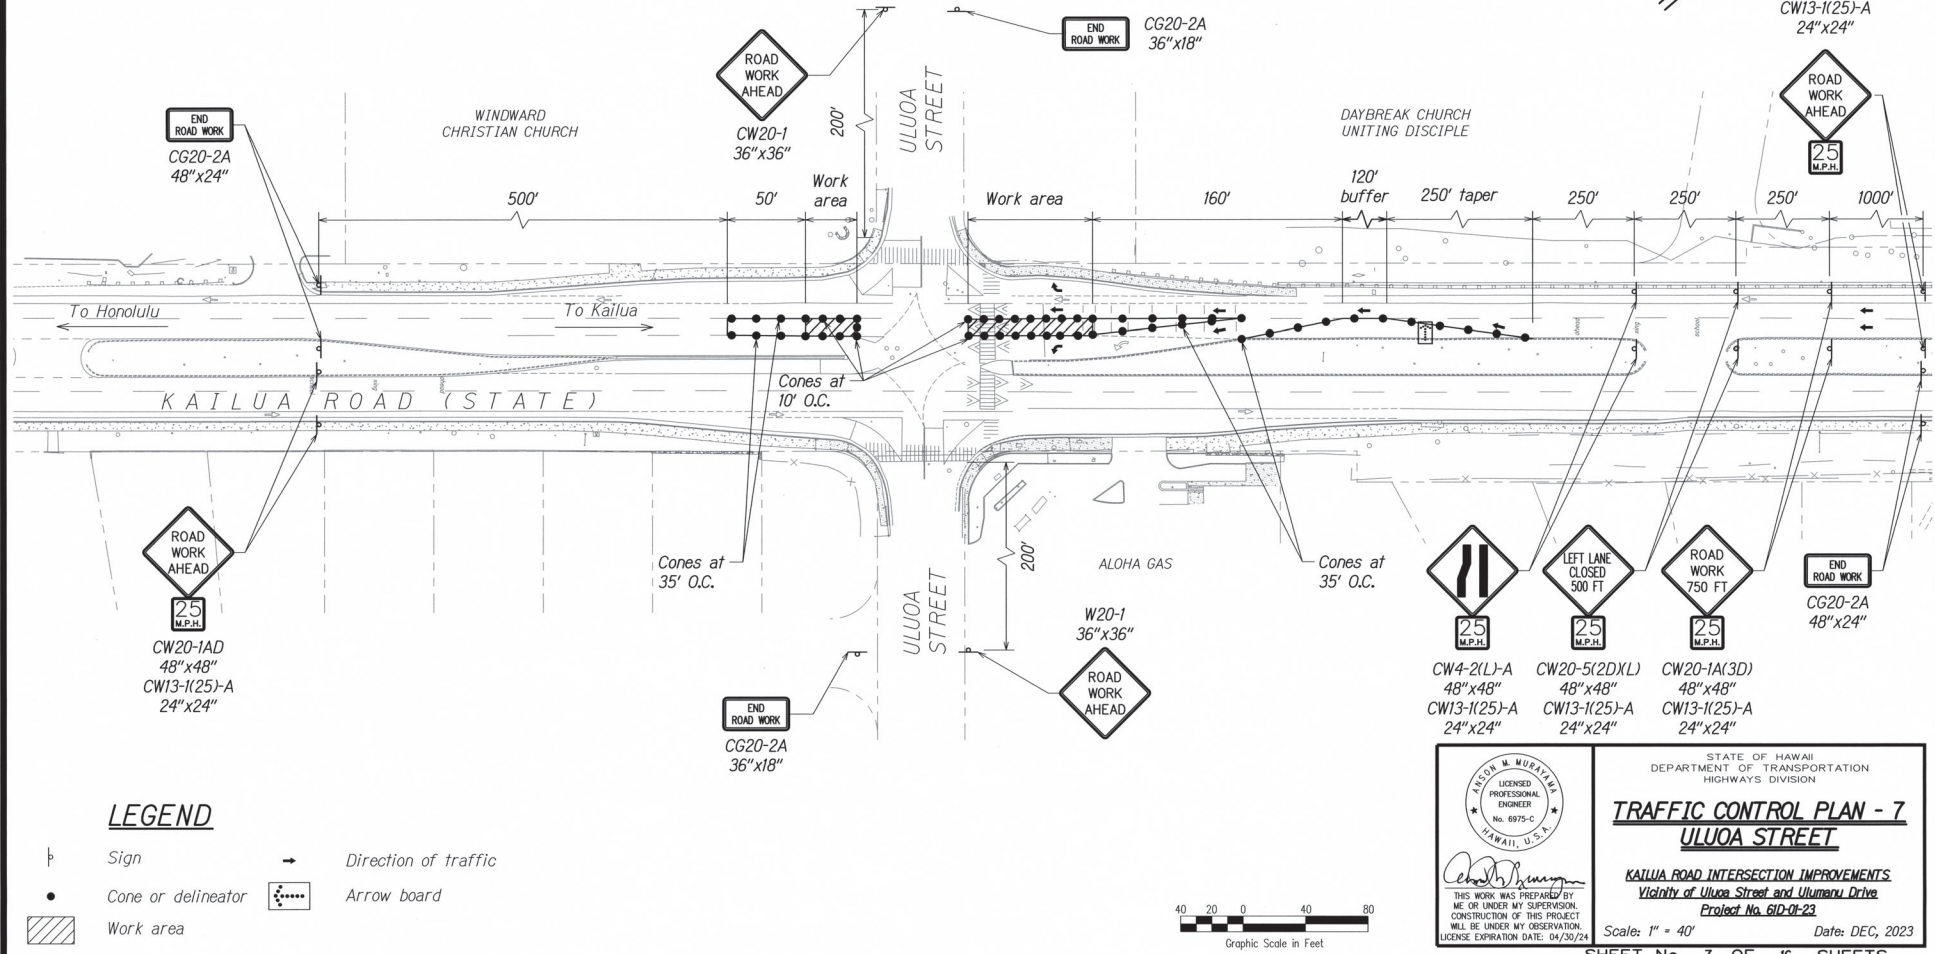 CW13-1(25)-A
24"x24"
ROAD
WORK
AHEAD
25
M.P.H.
END
ROAD WORK
CG20-2A
36"x18"
ROAD
WORK
AHEAD
CW20-1
36"x36"
200'
ULUOA
STREET
WINDWARD
CHRISTIAN CHURCH
DAYBREAK CHURCH
UNITING DISCIPLE
END
ROAD WORK
CG20-2A
48"x24"
500'
50'
Work
area
Work area
160'
120'
buffer
250' taper
250'
250'
250'
1000'
To Honolulu
To Kailua
ahead
sing
school
Cones at
10' O.C.
KAILUA ROAD (STATE)
ROAD
WORK
AHEAD
25
M.P.H.
CW20-1AD
48"x48"
CW13-1(25)-A
24"x24"
Cones at
35' O.C.
ULUOA
STREET
200'
ALOHA GAS
Cones at
35' O.C.
W20-1
36"x36"
ROAD
WORK
AHEAD
END
ROAD WORK
CG20-2A
36"x18"
25
M.P.H.
CW4-2(L)-A
48"x48"
CW13-1(25)-A
24"x24"
LEFT LANE
CLOSED
500 FT
25
M.P.H.
CW20-5(2D)(L)
48"x48"
CW13-1(25)-A
24"x24"
ROAD
WORK
750 FT
25
M.P.H.
CW20-1A(3D)
48"x48"
CW13-1(25)-A
24"x24"
END
ROAD WORK
CG20-2A
48"x24"
LEGEND
Sign
Direction of traffic
Cone or delineator
Arrow board
Work area
40 20 0 40 80
Graphic Scale in Feet
ANSON M. MURAYAMA
LICENSED
PROFESSIONAL
ENGINEER
No. 6975-C
HAWAII, U.S.A.
THIS WORK WAS PREPARED BY
ME OR UNDER MY SUPERVISION.
CONSTRUCTION OF THIS PROJECT
WILL BE UNDER MY OBSERVATION.
LICENSE EXPIRATION DATE: 04/30/24
STATE OF HAWAII
DEPARTMENT OF TRANSPORTATION
HIGHWAYS DIVISION
TRAFFIC CONTROL PLAN - 7
ULUOA STREET
KAILUA ROAD INTERSECTION IMPROVEMENTS
Vicinity of Uluoa Street and Ulumanu Drive
Project No. 61D-01-23
Scale: 1" = 40'
Date: DEC, 2023
SHEET No. 7 OF 16 SHEETS